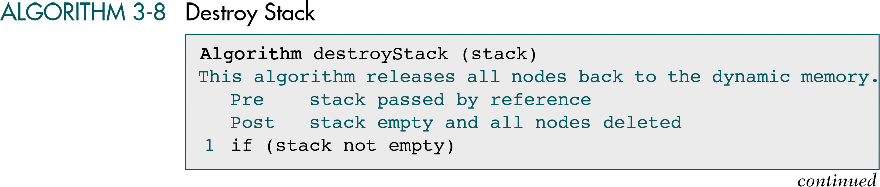 ALGORITHM 3-8 Destroy Stack
Algorithm destroyStack (stack)
This algorithm releases all nodes back to the dynamic memory.
Pre stack passed by reference
Post stack empty and all nodes deleted
1 if (stack not empty)
continued